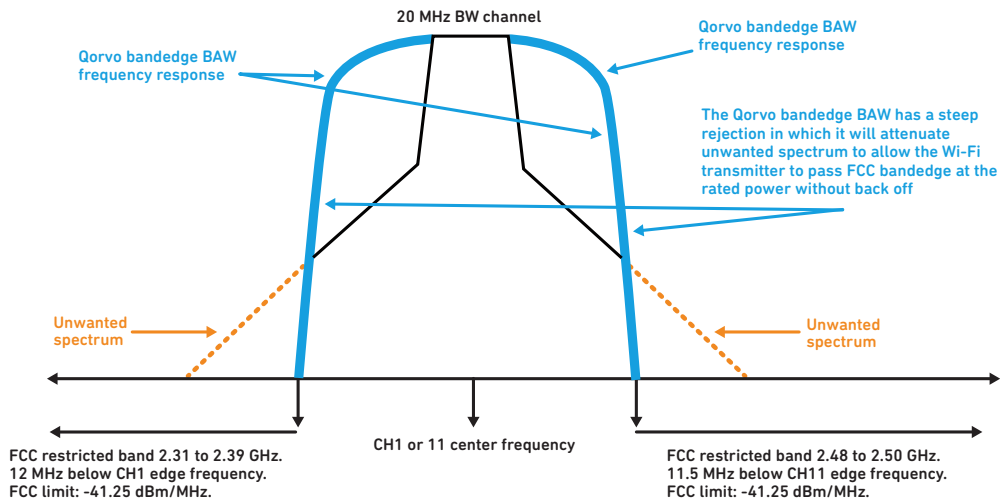 20 MHz BW channel
Qorvo bandedge BAW
frequency response
Qorvo bandedge BAW
frequency response
The Qorvo bandedge BAW has a steep
rejection in which it will attenuate
unwanted spectrum to allow the Wi-Fi
transmitter to pass FCC bandedge at the
rated power without back off
Unwanted
spectrum
Unwanted
spectrum
CH1 or 11 center frequency
FCC restricted band 2.31 to 2.39 GHz.
12 MHz below CH1 edge frequency.
FCC limit: -41.25 dBm/MHz.
FCC restricted band 2.48 to 2.50 GHz.
11.5 MHz below CH11 edge frequency.
FCC limit: -41.25 dBm/MHz.